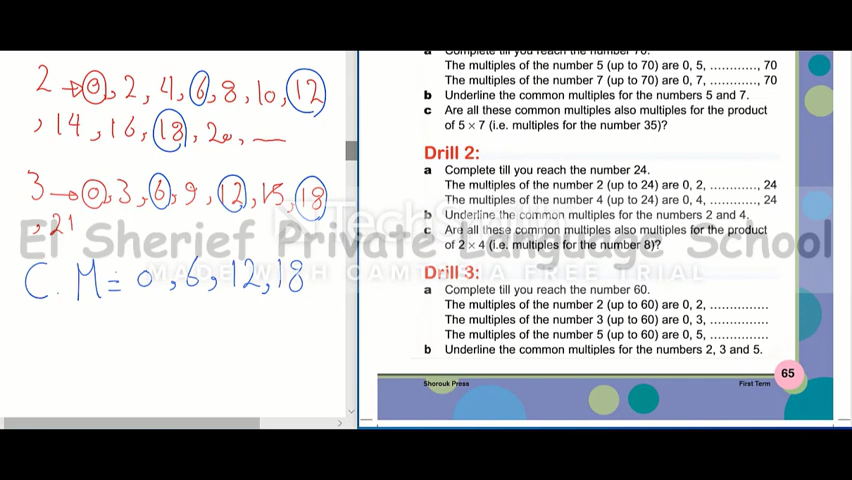 2 → 0, 2, 4, 6, 8, 10, 12
, 14, 16, 18, 20, —
3 → 0, 3, 6, 9, 12, 15, 18
, 21
C. M = 0, 6, 12, 18
a Complete till you reach the number 70.
The multiples of the number 5 (up to 70) are 0, 5, ............, 70
The multiples of the number 7 (up to 70) are 0, 7, ............, 70
b Underline the common multiples for the numbers 5 and 7.
c Are all these common multiples also multiples for the product
of 5 × 7 (i.e. multiples for the number 35)?
Drill 2:
a Complete till you reach the number 24.
The multiples of the number 2 (up to 24) are 0, 2, ............, 24
The multiples of the number 4 (up to 24) are 0, 4, ............, 24
b Underline the common multiples for the numbers 2 and 4.
c Are all these common multiples also multiples for the product
of 2 × 4 (i.e. multiples for the number 8)?
Drill 3:
a Complete till you reach the number 60.
The multiples of the number 2 (up to 60) are 0, 2, ..............
The multiples of the number 3 (up to 60) are 0, 3, ..............
The multiples of the number 5 (up to 60) are 0, 5, ..............
b Underline the common multiples for the numbers 2, 3 and 5.
Shorouk Press
First Term
65
El Sherief Private Language School
MADE WITH CAMTASIA FREE TRIAL